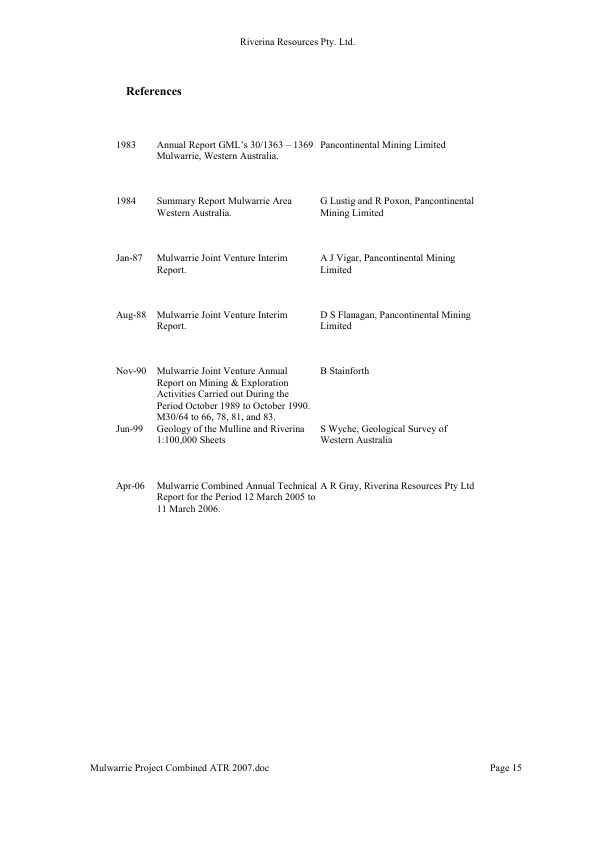 Riverina Resources Pty. Ltd.
References
1983 Annual Report GML's 30/1363 – 1369 Pancontinental Mining Limited
Mulwarrie, Western Australia.
1984 Summary Report Mulwarrie Area G Lustig and R Poxon, Pancontinental
Western Australia. Mining Limited
Jan-87 Mulwarrie Joint Venture Interim A J Vigar, Pancontinental Mining
Report. Limited
Aug-88 Mulwarrie Joint Venture Interim D S Flanagan, Pancontinental Mining
Report. Limited
Nov-90 Mulwarrie Joint Venture Annual B Stainforth
Report on Mining & Exploration
Activities Carried out During the
Period October 1989 to October 1990.
M30/64 to 66, 78, 81, and 83.
Jun-99 Geology of the Mulline and Riverina S Wyche, Geological Survey of
1:100,000 Sheets Western Australia
Apr-06 Mulwarrie Combined Annual Technical A R Gray, Riverina Resources Pty Ltd
Report for the Period 12 March 2005 to
11 March 2006.
Mulwarrie Project Combined ATR 2007.doc Page 15